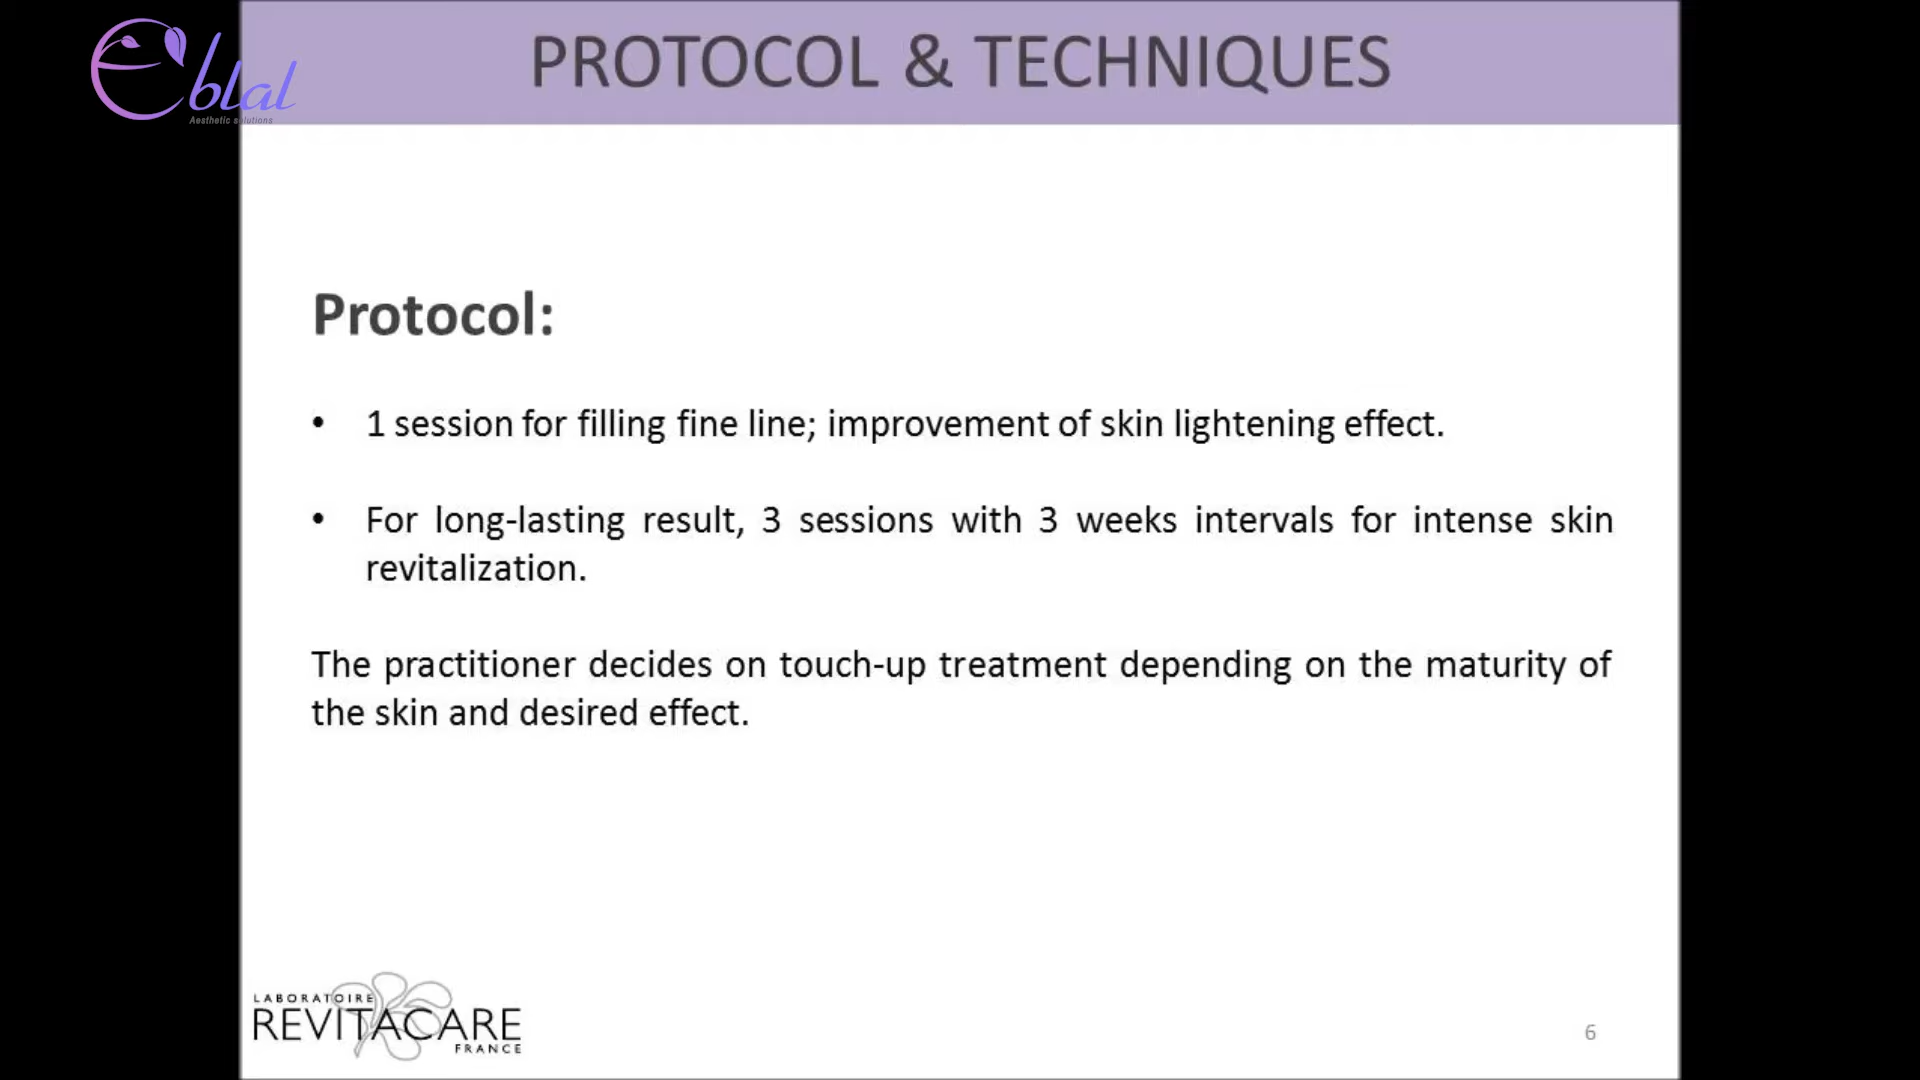 E'blal
Aesthetic solutions
PROTOCOL & TECHNIQUES
Protocol:
• 1 session for filling fine line; improvement of skin lightening effect.
• For long-lasting result, 3 sessions with 3 weeks intervals for intense skin
revitalization.
The practitioner decides on touch-up treatment depending on the maturity of
the skin and desired effect.
LABORATOIRE
REVITACARE
FRANCE
6